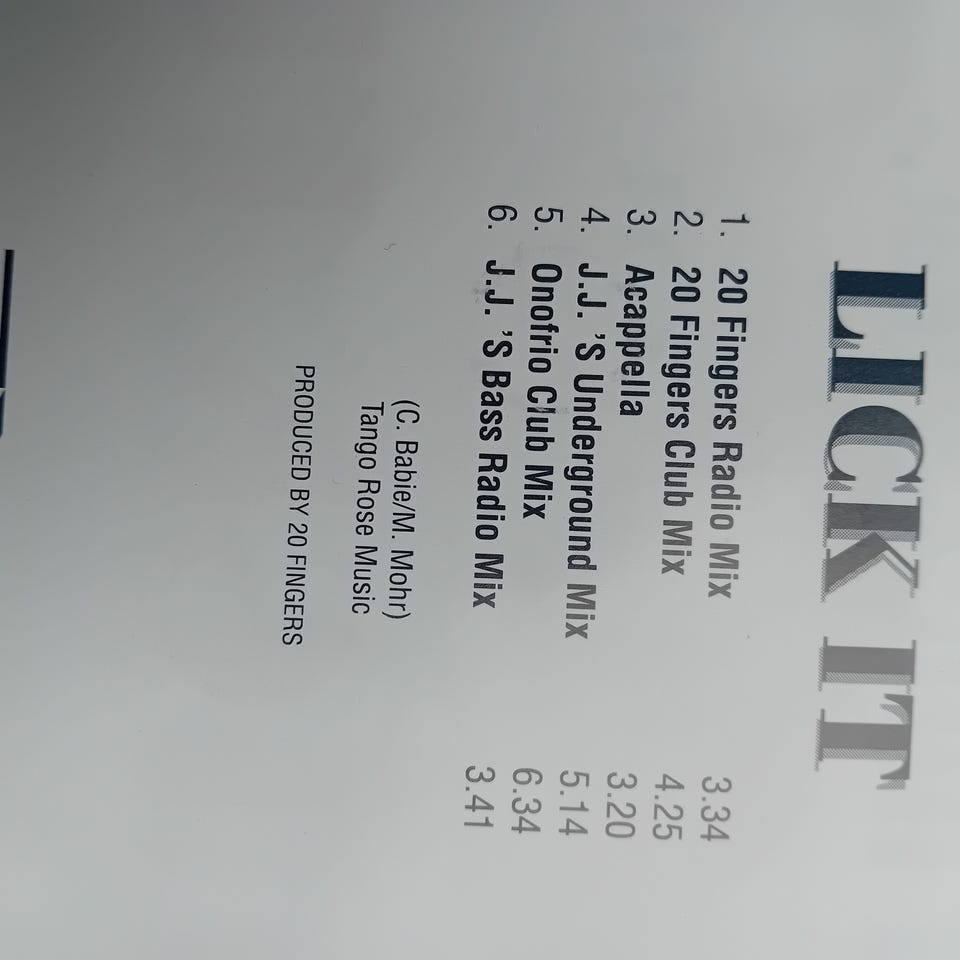 LICK IT
1. 20 Fingers Radio Mix 3.34
2. 20 Fingers Club Mix 4.25
3. Acappella 3.20
4. J.J. 'S Underground Mix 5.14
5. Onofrio Club Mix 6.34
6. J.J. 'S Bass Radio Mix 3.41
(C. Babie/M. Mohr)
Tango Rose Music
PRODUCED BY 20 FINGERS